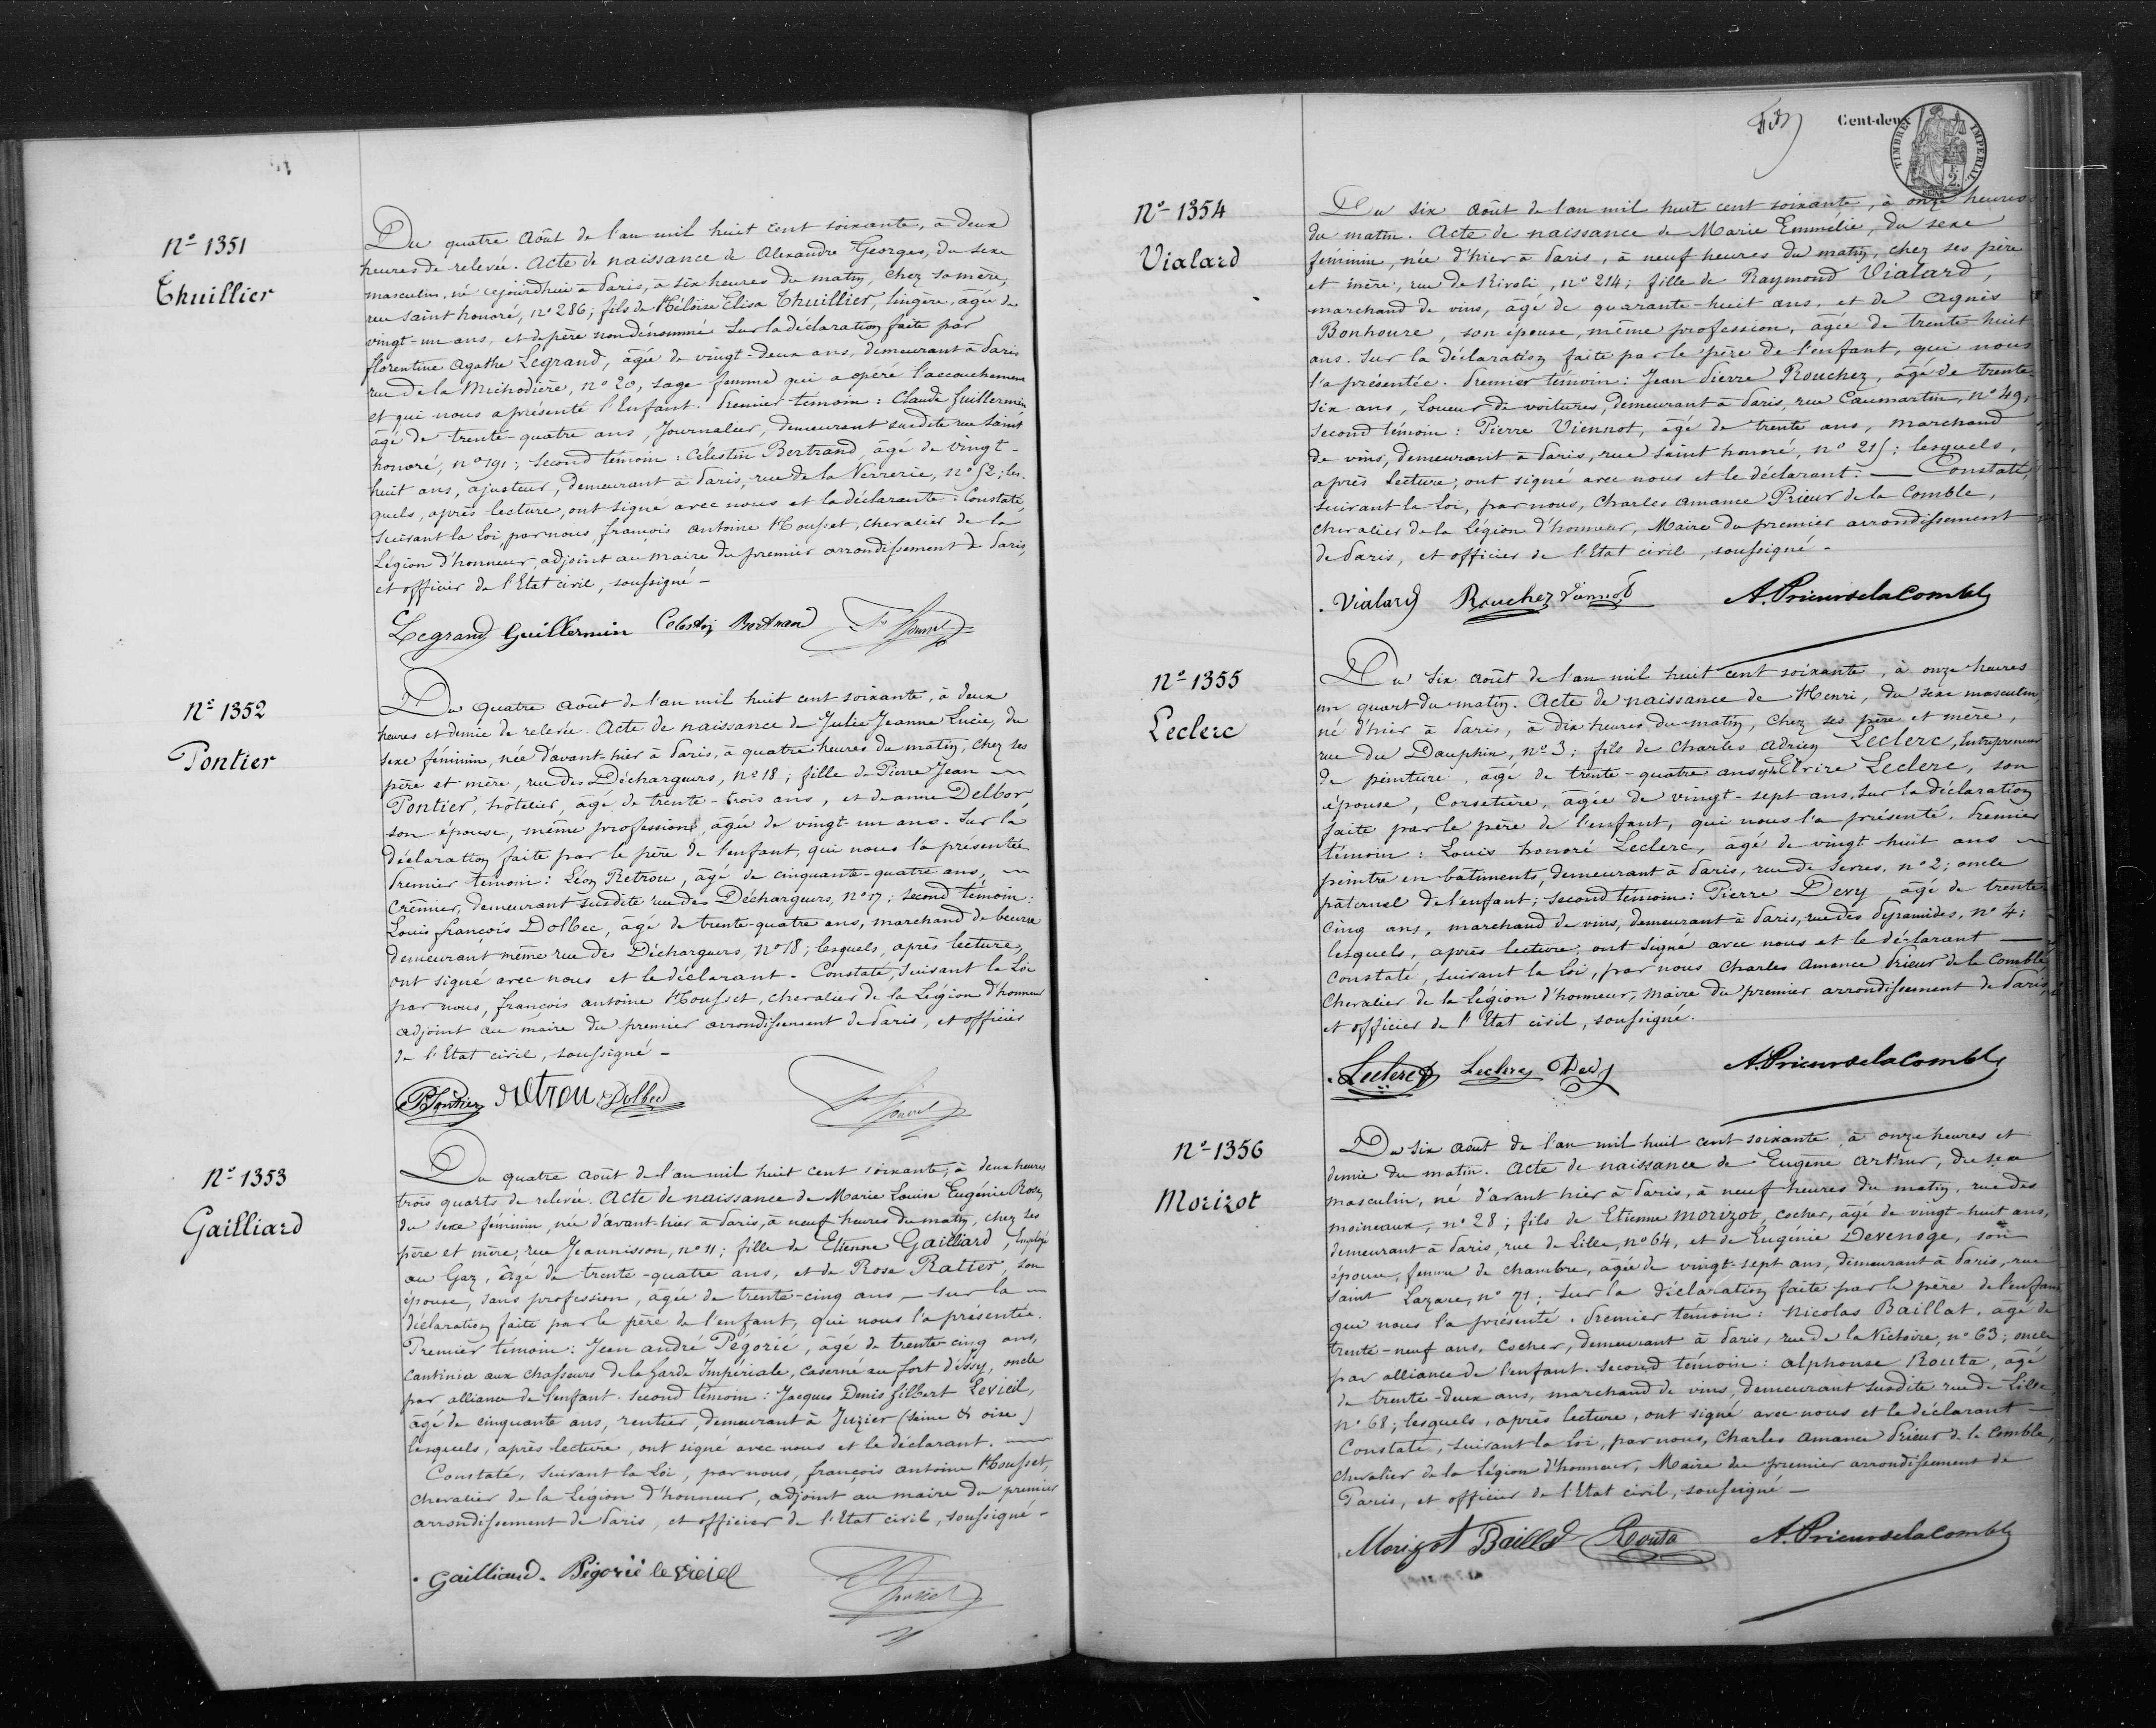 Nº 1351
Thuillier
Du quatre Août de l'an mil huit cent soixante, à deux
heures de relevée. Acte de naissance de Alexandre Georges, du sexe
masculin, né cejourd'hui à Paris, à six heures du matin, chez sa mère,
rue saint honoré, nº 286; fils de Héloïse Elisa Thuillier, lingère, âgée de
vingt-un ans, et de père non dénommé. Sur la déclaration faite par
florentine Agathe Legrand, âgée de vingt-deux ans, demeurant à Paris
rue de la Michodière, nº 20, sage-femme qui a opéré l'accouchement
et qui nous a présenté l'Enfant. Premier témoin: Claude Guillermin
âgé de trente-quatre ans, Journalier, demeurant susdite rue Saint
honoré, nº 191; Second témoin: Célestin Bertrand, âgé de vingt-
huit ans, ajusteur, demeurant à Paris, rue de la Verrerie, nº 52; les-
quels, après lecture, ont signé avec nous et la déclarante. Constaté,
suivant la Loi, par nous, françois antoine Housset, chevalier de la
Légion d'honneur, adjoint au maire du premier arrondissement de Paris,
et officier de l'Etat civil, soussigné -
Legrand Guillermin Celestin Bertrand
Nº 1352
Pontier
Du quatre Août de l'an mil huit cent soixante, à deux
heures et demie de relevée. Acte de naissance de Julie Jeanne Lucie, du
sexe féminin, née d'avant-hier à Paris, à quatre heures du matin, chez ses
père et mère, rue des Déchargeurs, nº 18; fille de Pierre Jean
Pontier, hôtelier, âgé de trente-trois ans, et de anne Delbor
son épouse, même profession, âgée de vingt-un ans. Sur la
déclaration faite par le père de l'enfant, qui nous l'a présentée
Premier témoin: Léon Retrou, âgé de cinquante-quatre ans,
Crêmier, demeurant susdite rue des Déchargeurs, nº 17; second témoin:
Louis françois Dolbec, âgé de trente-quatre ans, marchand de beurre
demeurant même rue des Déchargeurs, nº 18; lesquels, après lecture,
ont signé avec nous et le déclarant. Constaté, suivant la Loi
par nous, françois antoine Housset, chevalier de la Légion d'honneur
adjoint au maire du premier arrondissement de Paris, et officier
de l'Etat civil, soussigné -
Pontier Retrou Dolbec
Nº 1353
Gailliard
Du quatre Août de l'an mil huit cent soixante, à deux heures
trois quarts de relevée. Acte de naissance de Marie Louise Eugénie Rose,
du sexe féminin, née d'avant-hier à Paris, à neuf heures du matin, chez ses
père et mère, rue Jeannisson, nº 11; fille de Etienne Gailliard, Employé
au Gaz, âgé de trente-quatre ans, et de Rose Ratier, son
épouse, sans profession, âgée de trente-cinq ans - sur la
déclaration faite par le père de l'enfant, qui nous l'a présentée.
Premier témoin: Jean andré Pégorié, âgé de trente-cinq ans,
cantinier aux chasseurs de la Garde Impériale, caserné au fort d'issy, oncle
par alliance de l'enfant. second témoin: Jacques Denis Gilbert Levieil,
âgé de cinquante ans, rentier, demeurant à Juzier (seine & oise)
lesquels, après lecture, ont signé avec nous et le déclarant.
Constaté, suivant la Loi, par nous, françois antoine Housset,
chevalier de la Légion d'honneur, adjoint au maire du premier
arrondissement de Paris, et officier de l'Etat civil, soussigné -
Gailliard. Pégorié le vieiel
Cent-deux
TIMBRE IMPERIAL
SEINE
Nº 1354
Vialard
Du six août de l'an mil huit cent soixante, à onze heures
du matin. Acte de naissance de Marie Emmélie, du sexe
féminin, née d'hier à Paris, à neuf heures du matin, chez ses père
et mère, rue de Rivoli, nº 214; fille de Raymond Vialard,
marchand de vins, âgé de quarante-huit ans, et de Agnès
Bonhoure, son épouse, même profession, âgée de trente-huit
ans. Sur la déclaration faite par le père de l'enfant, qui nous
l'a présentée. Premier témoin: Jean Pierre Rouchez, âgé de trente-
six ans, Loueur de voitures, demeurant à Paris, rue Caumartin, nº 49,
Second témoin: Pierre Viennot, âgé de trente ans, marchand
de vins, demeurant à Paris, rue saint honoré, nº 215; lesquels,
après lecture, ont signé avec nous et le déclarant. — Constaté,
suivant la Loi, par nous, Charles amance Prieur de la Comble,
chevalier de la Légion d'honneur, Maire du premier arrondissement
de Paris, et officier de l'Etat civil, soussigné -
Vialard Rouchez Viennot A. Prieur de la Comble
Nº 1355
Leclerc
Du six août de l'an mil huit cent soixante, à onze heures
un quart du matin. Acte de naissance de Henri, du sexe masculin,
né d'hier à Paris, à dix heures du matin, chez ses père et mère,
rue du Dauphin, nº 3; fils de Charles Adrien Leclerc, Entrepreneur
de peinture, âgé de trente-quatre ans, et de Elvire Leclerc, son
épouse, Corsetière, âgée de vingt-sept ans. Sur la déclaration
faite par le père de l'enfant, qui nous l'a présenté. Premier
témoin: Louis honoré Leclerc, âgé de vingt-huit ans
peintre en bâtiments, demeurant à Paris, rue de Sèvres, nº 2; oncle
paternel de l'enfant; second témoin: Pierre Devy âgé de trente-
cinq ans, marchand de vins, demeurant à Paris, rue des Pyramides, nº 4;
lesquels, après lecture, ont signé avec nous et le déclarant —
Constaté, suivant la Loi, par nous Charles Amance Prieur de la Comble
Chevalier de la Légion d'honneur, maire du premier arrondissement de Paris
et officier de l'Etat civil, soussigné.
Leclerc Leclerc Devy A. Prieur de la Comble
Nº 1356
Morizot
Du six août de l'an mil huit cent soixante à onze heures et
demie du matin. Acte de naissance de Eugène Arthur, du sexe
masculin, né d'avant hier à Paris, à neuf heures du matin, rue des
moineaux, nº 28; fils de Etienne Morizot, cocher, âgé de vingt-huit ans,
demeurant à Paris, rue de Lille, nº 64, et de Eugénie Devenoge, son
épouse, femme de chambre, agée de vingt-sept ans, demeurant à Paris, rue
Saint Lazare, nº 71; sur la déclaration faite par le père de l'enfant
qui nous l'a présenté. Premier témoin: Nicolas Baillat, âgé de
trente-neuf ans, Cocher, demeurant à Paris, rue de la Victoire, nº 63; oncle
par alliance de l'enfant. second témoin: alphonse Routa, âgé
de trente-deux ans, marchand de vins, demeurant susdite rue de Lille
nº 68; lesquels, après lecture, ont signé avec nous et le déclarant —
Constaté, suivant la Loi, par nous, Charles Amance Prieur de la Comble,
chevalier de la Légion d'honneur, Maire du premier arrondissement de
Paris, et officier de l'Etat civil, soussigné —
Morizot Baillat Routa A. Prieur de la Comble